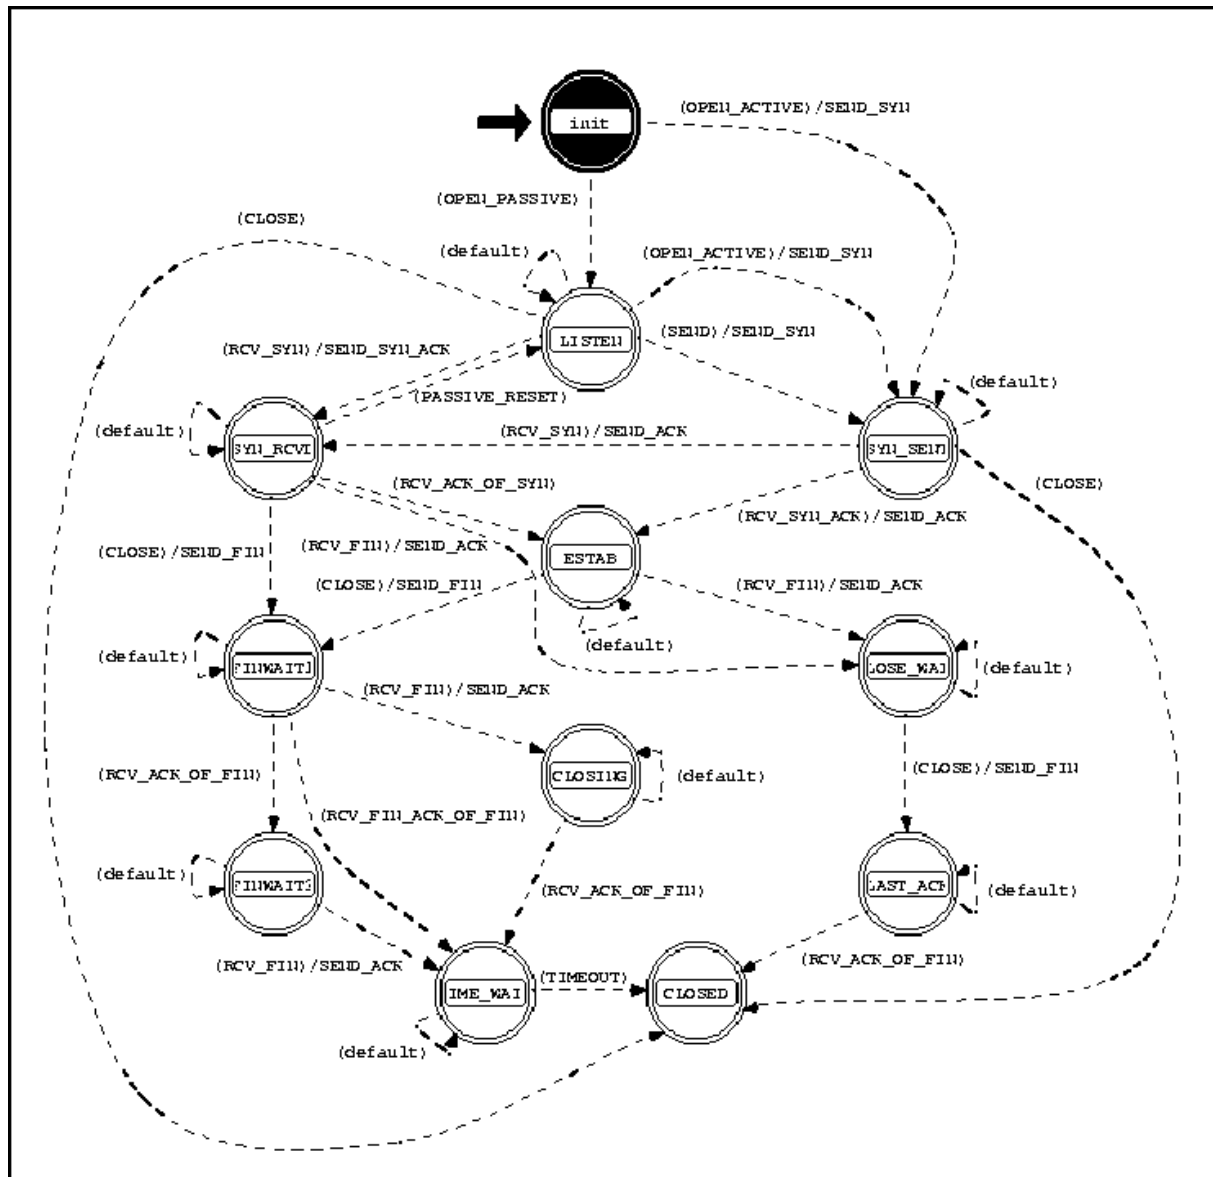 (OPEN_ACTIVE)/SEND_SYN
init
(OPEN_PASSIVE)
(CLOSE)
(default)
(OPEN_ACTIVE)/SEND_SYN
(RCV_SYN)/SEND_SYN_ACK
LISTEN
(SEND)/SEND_SYN
(PASSIVE_RESET)
(default)
(default)
SYN_RCVD
(RCV_SYN)/SEND_ACK
SYN_SENT
(RCV_ACK_OF_SYN)
(CLOSE)
(RCV_SYN_ACK)/SEND_ACK
(CLOSE)/SEND_FIN
(RCV_FIN)/SEND_ACK
ESTAB
(CLOSE)/SEND_FIN
(RCV_FIN)/SEND_ACK
(default)
(default)
FINWAIT1
LOSE_WAI
(default)
(RCV_FIN)/SEND_ACK
(RCV_ACK_OF_FIN)
CLOSING
(default)
(CLOSE)/SEND_FIN
(RCV_FIN_ACK_OF_FIN)
(default)
FINWAIT2
(RCV_ACK_OF_FIN)
LAST_ACK
(default)
(RCV_FIN)/SEND_ACK
(RCV_ACK_OF_FIN)
IME_WAI
(TIMEOUT)
CLOSED
(default)